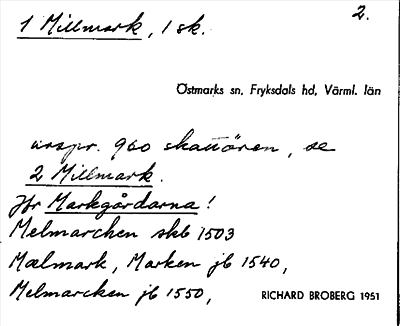 1 Millmark, 1 sk.
2.
Östmarks sn, Fryksdals hd, Värml. län
urspr. 960 skattören, se
2 Millmark.
Jfr Markgårdarna!
Melmarchen skb 1503
Mælmark, Marken jb 1540,
Melmarcken jb 1550,
RICHARD BROBERG 1951